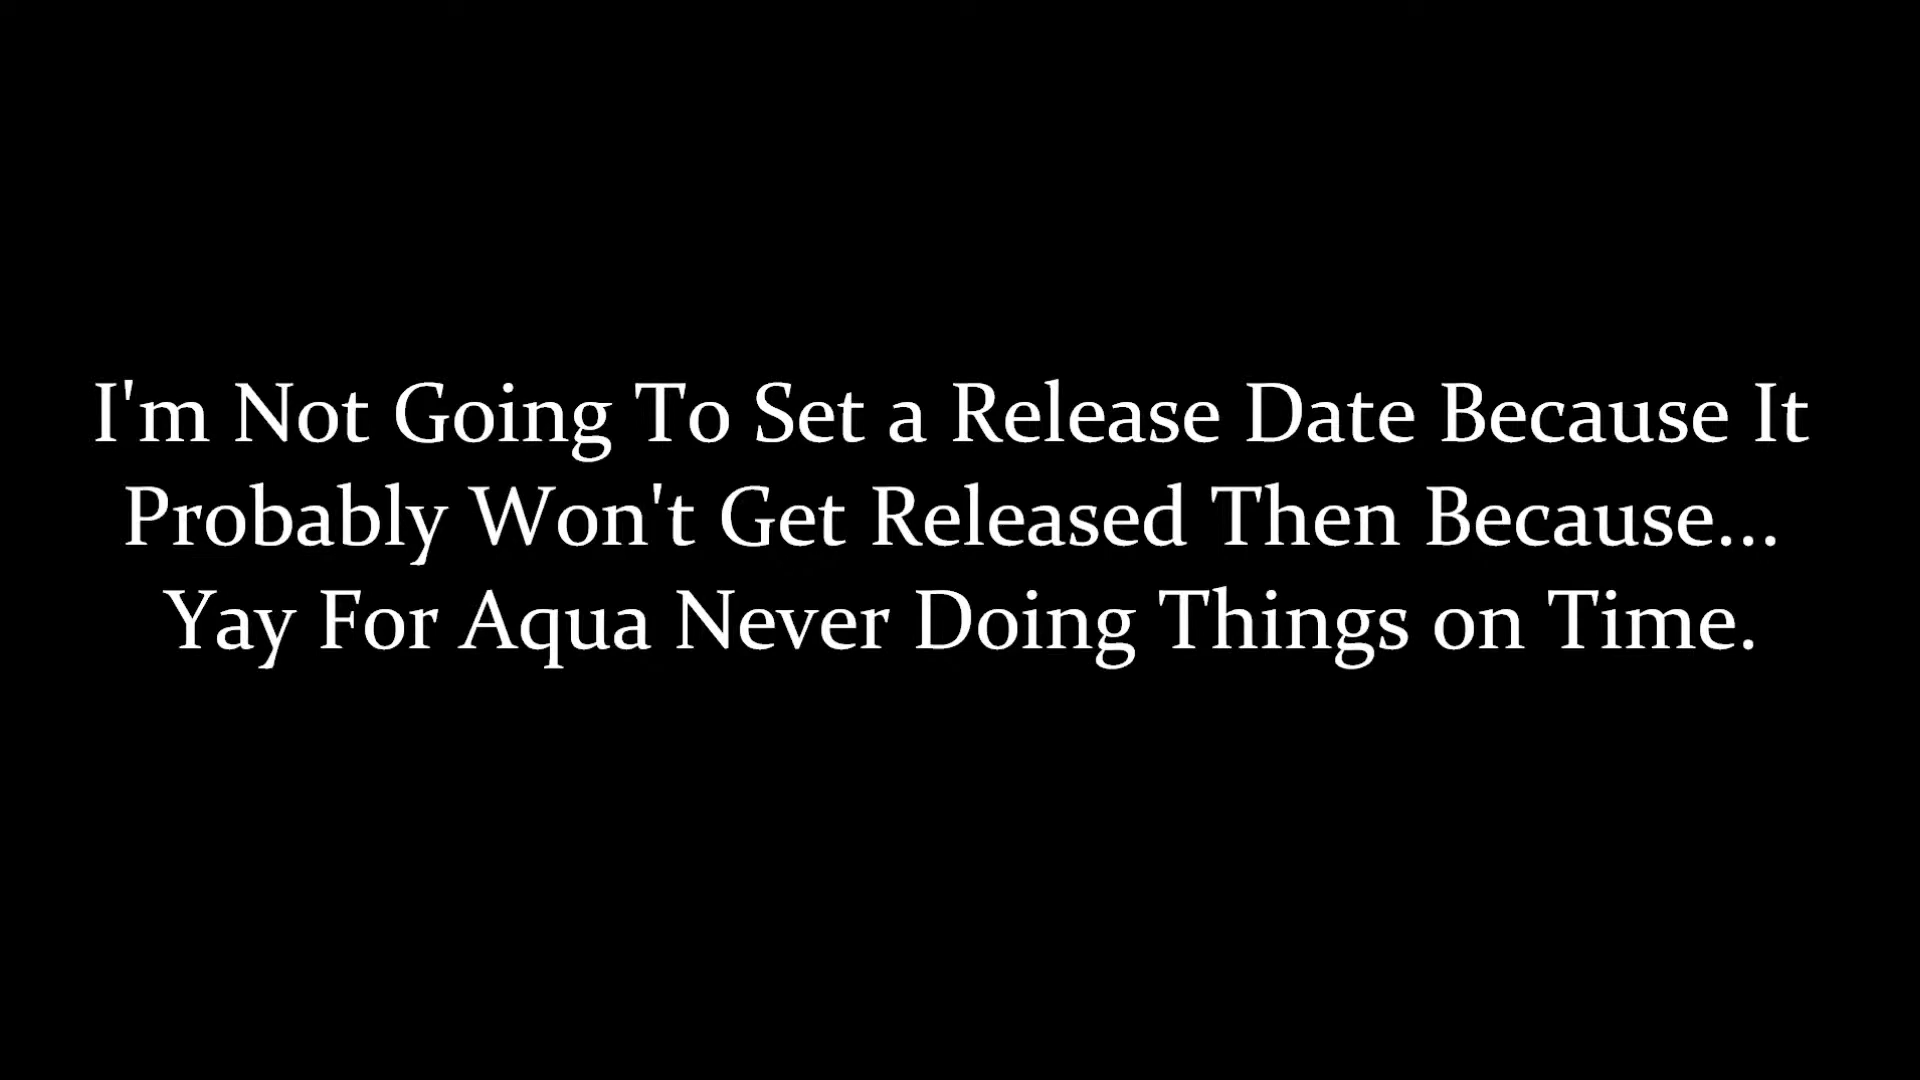 I'm Not Going To Set a Release Date Because It
Probably Won't Get Released Then Because...
Yay For Aqua Never Doing Things on Time.